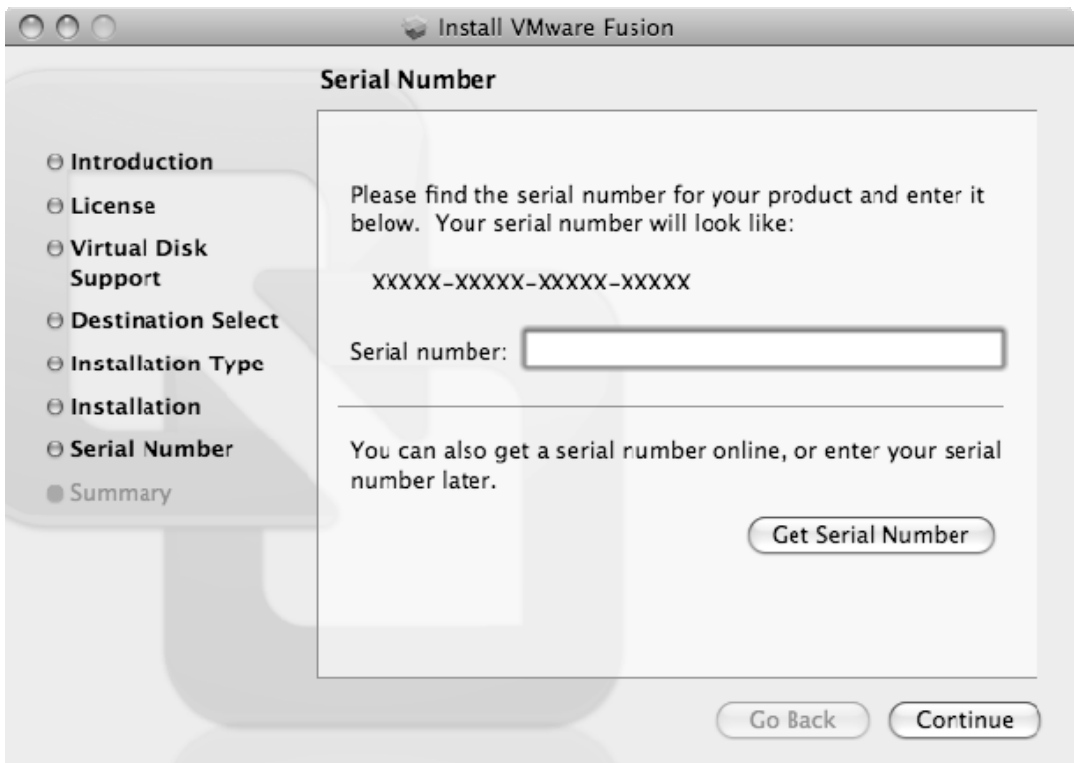 Install VMware Fusion
Serial Number
Introduction
License
Virtual Disk
Support
Destination Select
Installation Type
Installation
Serial Number
Summary
Please find the serial number for your product and enter it
below. Your serial number will look like:
XXXXX-XXXXX-XXXXX-XXXXX
Serial number:
You can also get a serial number online, or enter your serial
number later.
Get Serial Number
Go Back
Continue